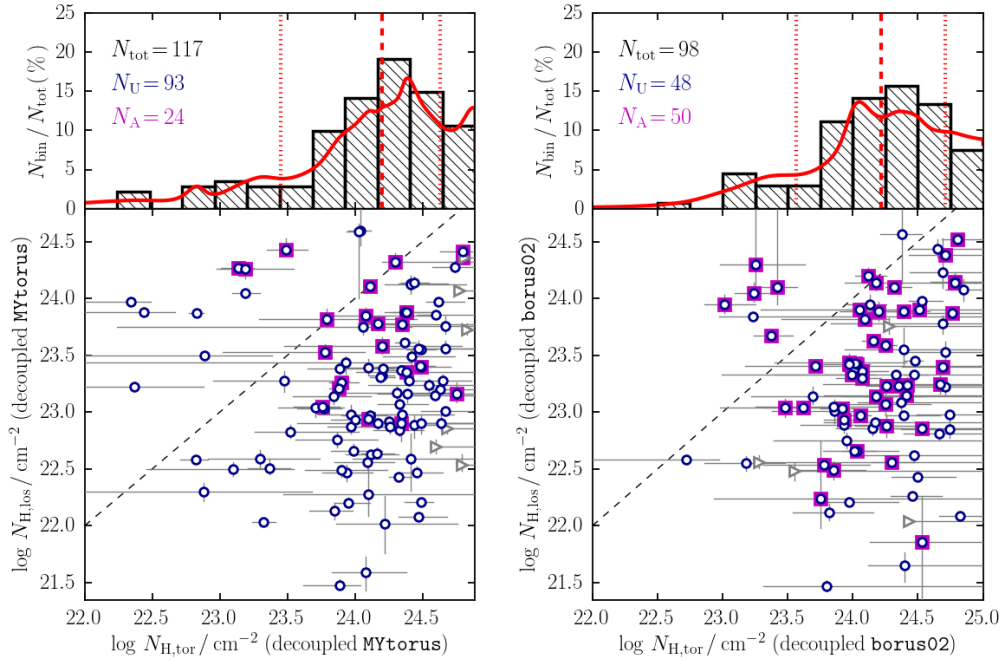 N_bin / N_tot (%)
25
20
15
10
5
0
N_tot = 117
N_U = 93
N_A = 24
log N_H,los / cm⁻² (decoupled MYtorus)
24.5
24.0
23.5
23.0
22.5
22.0
21.5
22.0 22.5 23.0 23.5 24.0 24.5
log N_H,tor / cm⁻² (decoupled MYtorus)
N_bin / N_tot (%)
25
20
15
10
5
0
N_tot = 98
N_U = 48
N_A = 50
log N_H,los / cm⁻² (decoupled borus02)
24.5
24.0
23.5
23.0
22.5
22.0
21.5
22.0 22.5 23.0 23.5 24.0 24.5 25.0
log N_H,tor / cm⁻² (decoupled borus02)